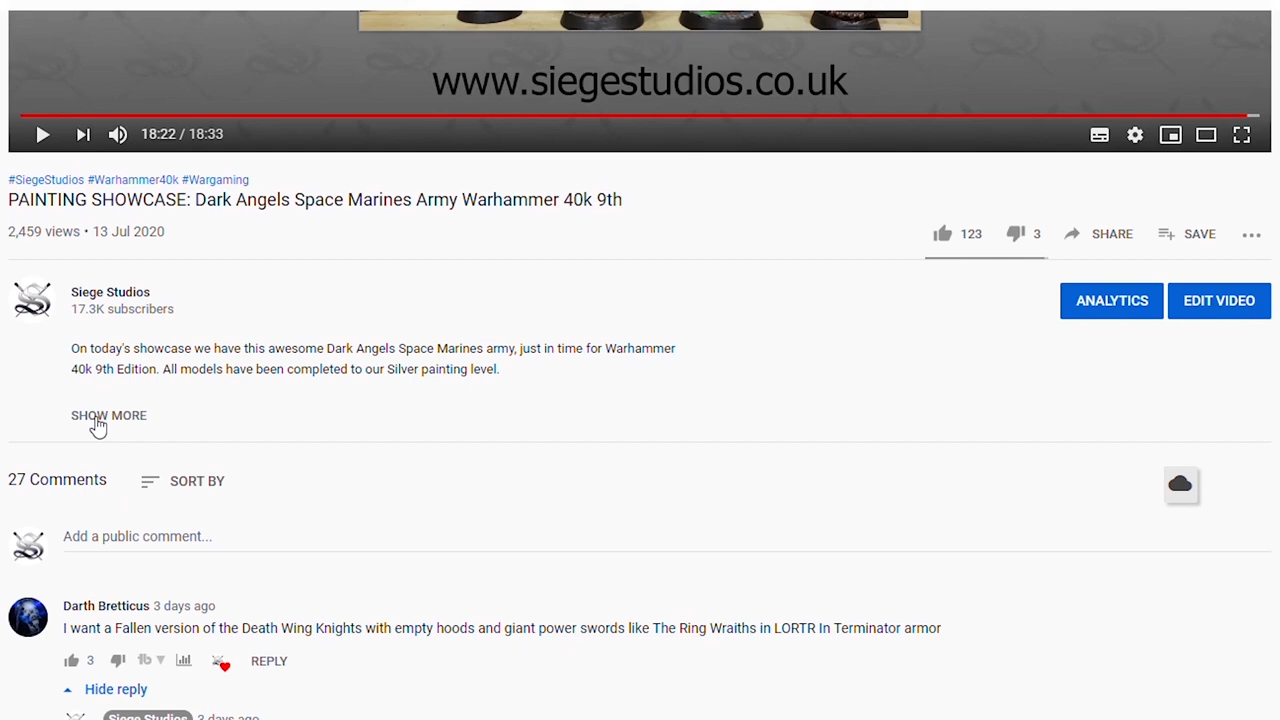 www.siegestudios.co.uk
18:22 / 18:33
#SiegeStudios #Warhammer40k #Wargaming
PAINTING SHOWCASE: Dark Angels Space Marines Army Warhammer 40k 9th
2,459 views • 13 Jul 2020
123 3 SHARE SAVE
Siege Studios
17.3K subscribers
ANALYTICS EDIT VIDEO
On today's showcase we have this awesome Dark Angels Space Marines army, just in time for Warhammer
40k 9th Edition. All models have been completed to our Silver painting level.
SHOW MORE
27 Comments SORT BY
Add a public comment...
Darth Bretticus 3 days ago
I want a Fallen version of the Death Wing Knights with empty hoods and giant power swords like The Ring Wraiths in LORTR In Terminator armor
3 REPLY
Hide reply
Siege Studios 3 days ago